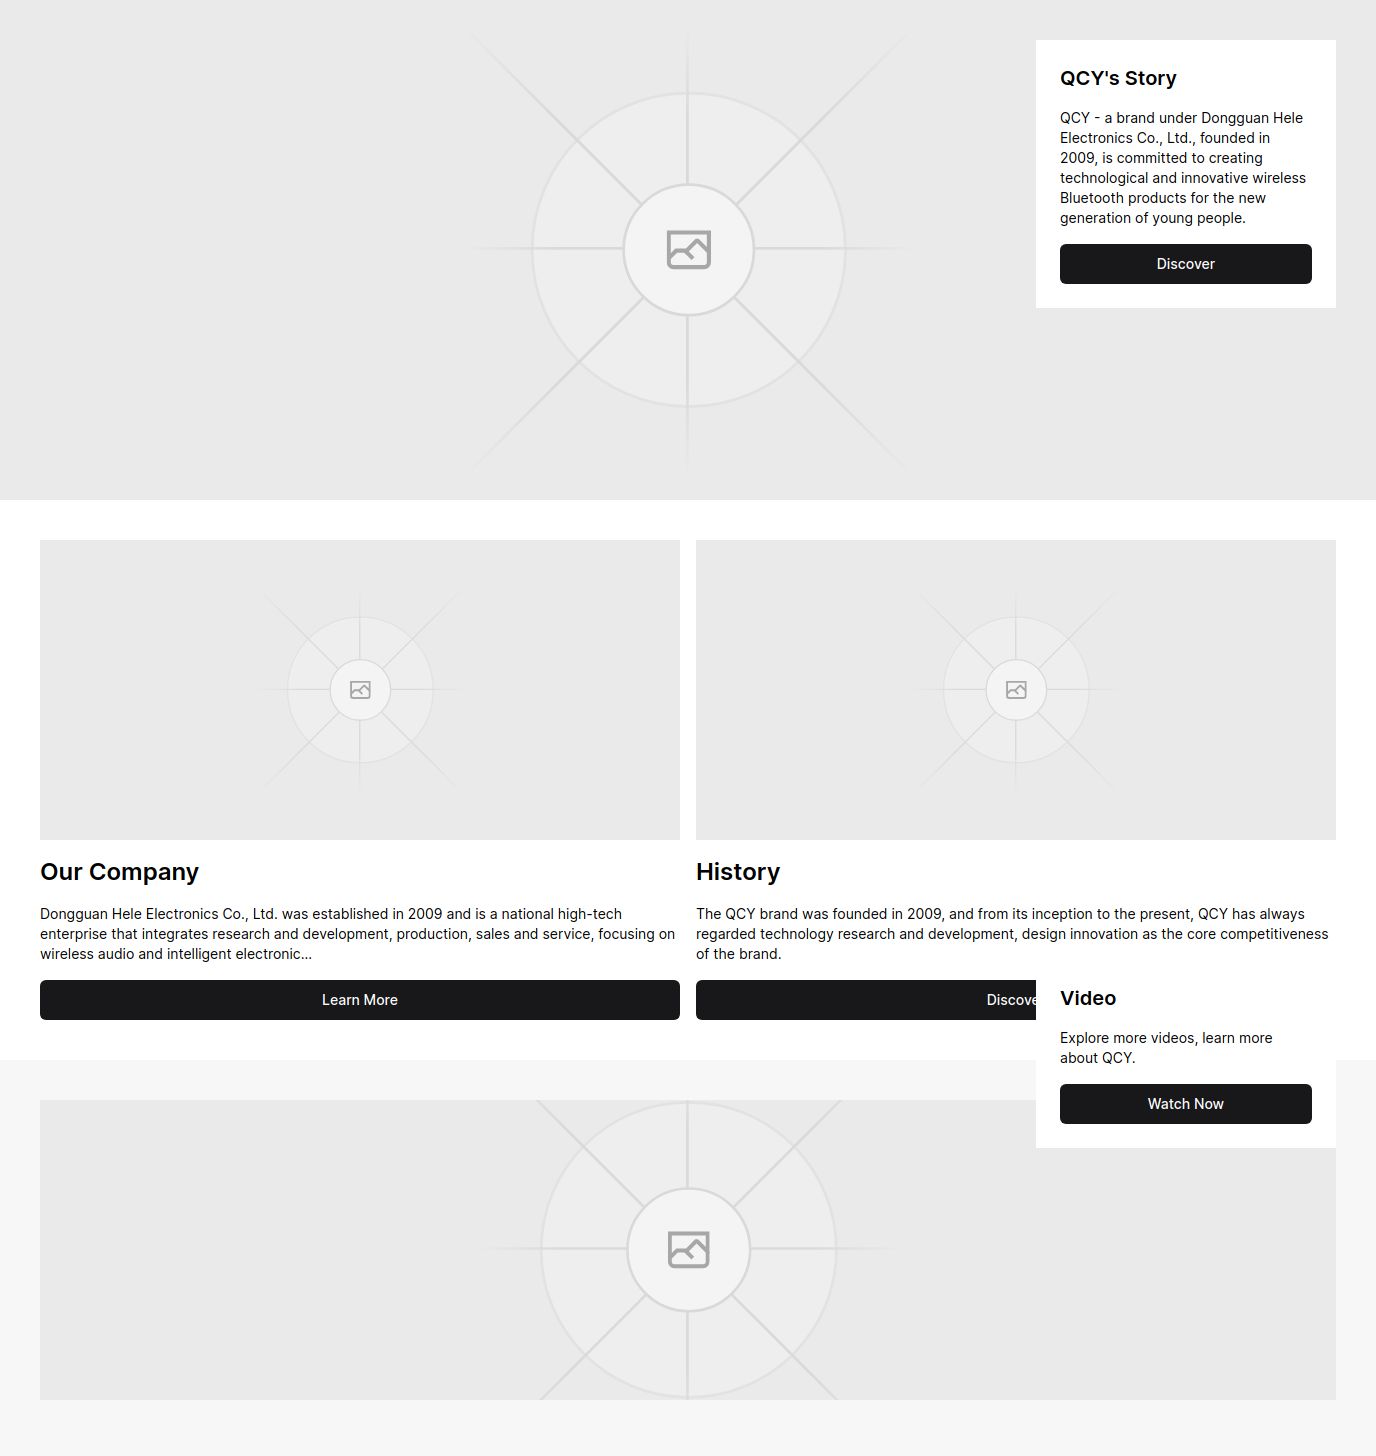 QCY's Story
QCY - a brand under Dongguan Hele
Electronics Co., Ltd., founded in
2009, is committed to creating
technological and innovative wireless
Bluetooth products for the new
generation of young people.
Discover
Our Company
Dongguan Hele Electronics Co., Ltd. was established in 2009 and is a national high-tech
enterprise that integrates research and development, production, sales and service, focusing on
wireless audio and intelligent electronic...
Learn More
History
The QCY brand was founded in 2009, and from its inception to the present, QCY has always
regarded technology research and development, design innovation as the core competitiveness
of the brand.
Discove
Video
Explore more videos, learn more
about QCY.
Watch Now